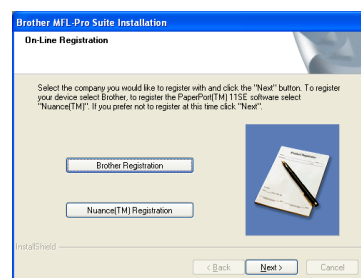 Brother MFL-Pro Suite Installation
On-Line Registration
Select the company you would like to register with and click the "Next" button. To register
your device select Brother, to register the PaperPort(TM) 11SE software select
"Nuance(TM)". If you prefer not to register at this time click "Next".
Brother Registration
Nuance(TM) Registration
InstallShield
< Back
Next >
Cancel